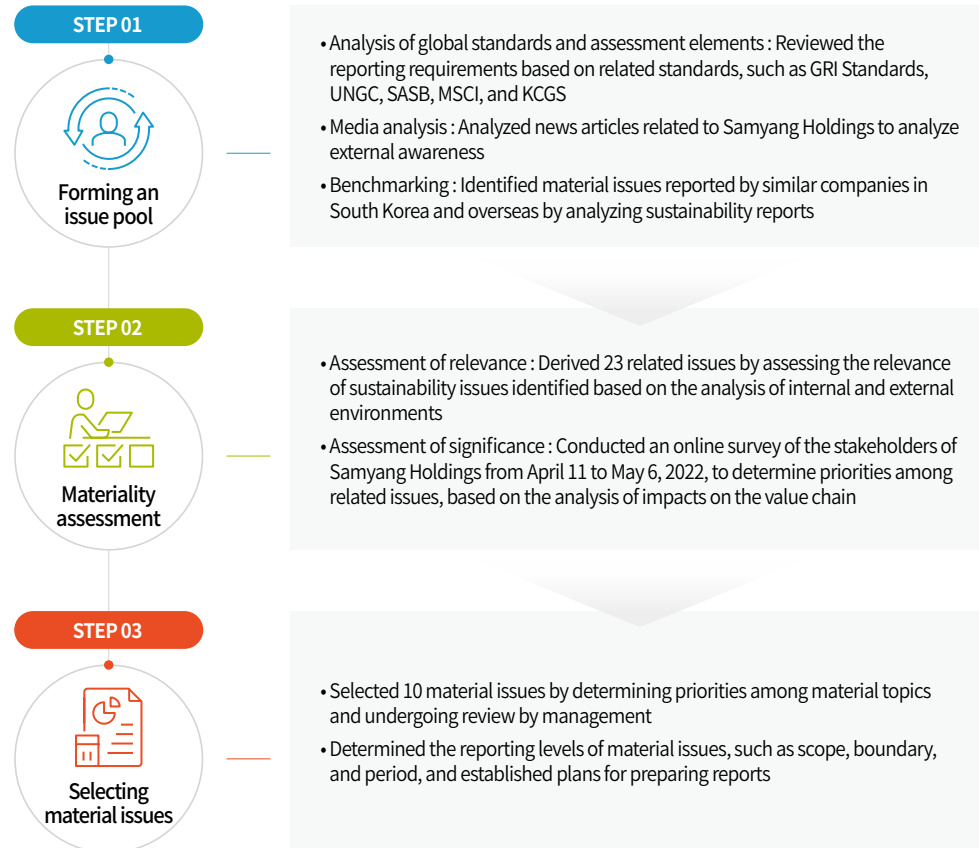 STEP 01
Forming an
issue pool
• Analysis of global standards and assessment elements : Reviewed the
reporting requirements based on related standards, such as GRI Standards,
UNGC, SASB, MSCI, and KCGS
• Media analysis : Analyzed news articles related to Samyang Holdings to analyze
external awareness
• Benchmarking : Identified material issues reported by similar companies in
South Korea and overseas by analyzing sustainability reports
STEP 02
Materiality
assessment
• Assessment of relevance : Derived 23 related issues by assessing the relevance
of sustainability issues identified based on the analysis of internal and external
environments
• Assessment of significance : Conducted an online survey of the stakeholders of
Samyang Holdings from April 11 to May 6, 2022, to determine priorities among
related issues, based on the analysis of impacts on the value chain
STEP 03
Selecting
material issues
• Selected 10 material issues by determining priorities among material topics
and undergoing review by management
• Determined the reporting levels of material issues, such as scope, boundary,
and period, and established plans for preparing reports